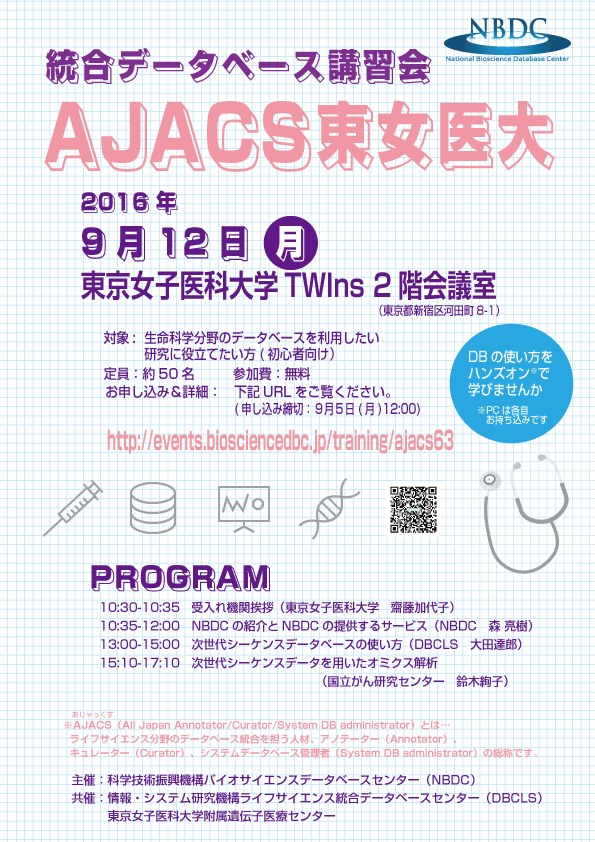 NBDC
National Bioscience Database Center
統合データベース講習会
AJACS東女医大
2016年
9月12日 月
東京女子医科大学 TWIns 2階会議室
（東京都新宿区河田町 8-1）
対象： 生命科学分野のデータベースを利用したい
研究に役立てたい方（初心者向け）
定員：約50名 参加費：無料
お申し込み＆詳細： 下記URLをご覧ください。
（申し込み締切：9月5日(月)12:00）
http://events.biosciencedbc.jp/training/ajacs63
DBの使い方を
ハンズオン※で
学びませんか
※PCは各自
お持ち込みです
PROGRAM
10:30-10:35 受入れ機関挨拶（東京女子医科大学 齋藤加代子）
10:35-12:00 NBDCの紹介とNBDCの提供するサービス（NBDC 森 亮樹）
13:00-15:00 次世代シーケンスデータベースの使い方（DBCLS 大田達郎）
15:10-17:10 次世代シーケンスデータを用いたオミクス解析
（国立がん研究センター 鈴木絢子）
あじゃっくす
※AJACS（All Japan Annotator/Curator/System DB administrator）とは…
ライフサイエンス分野のデータベース統合を担う人材、アノテーター（Annotator）、
キュレーター（Curator）、システムデータベース管理者（System DB administrator）の総称です。
主催：科学技術振興機構バイオサイエンスデータベースセンター（NBDC）
共催：情報・システム研究機構ライフサイエンス統合データベースセンター（DBCLS）
東京女子医科大学附属遺伝子医療センター